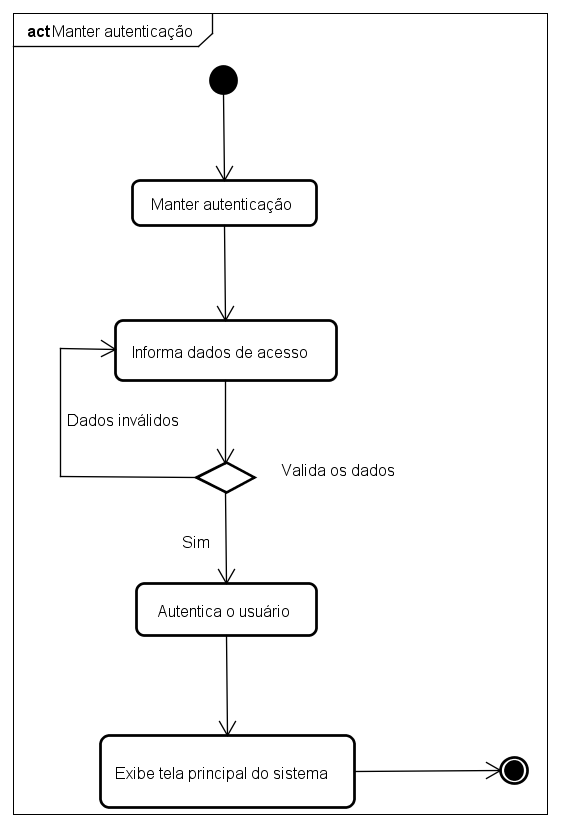 act Manter autenticação
Manter autenticação
Informa dados de acesso
Dados inválidos
Valida os dados
Sim
Autentica o usuário
Exibe tela principal do sistema